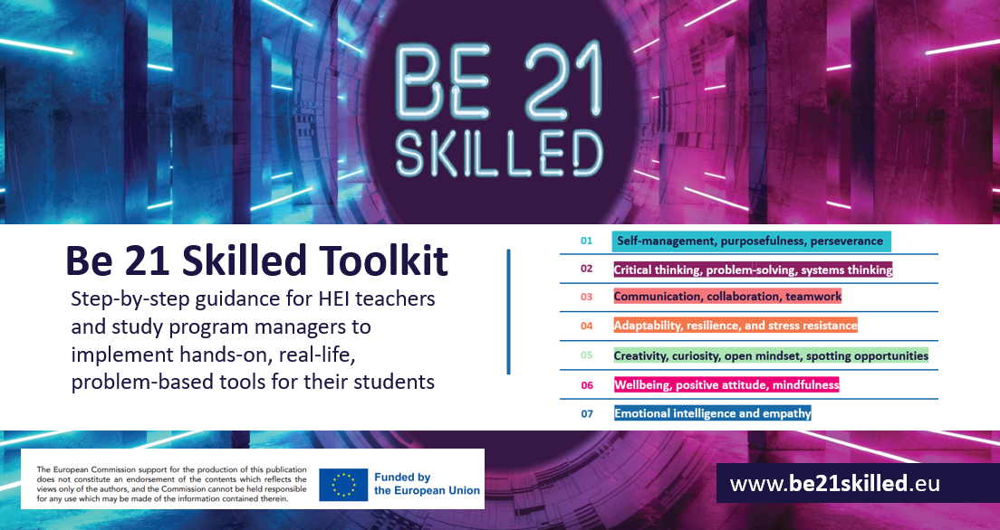 BE 21
SKILLED
Be 21 Skilled Toolkit
Step-by-step guidance for HEI teachers
and study program managers to
implement hands-on, real-life,
problem-based tools for their students
01 Self-management, purposefulness, perseverance
02 Critical thinking, problem-solving, systems thinking
03 Communication, collaboration, teamwork
04 Adaptability, resilience, and stress resistance
05 Creativity, curiosity, open mindset, spotting opportunities
06 Wellbeing, positive attitude, mindfulness
07 Emotional intelligence and empathy
The European Commission support for the production of this publication
does not constitute an endorsement of the contents which reflects the
views only of the authors, and the Commission cannot be held responsible
for any use which may be made of the information contained therein.
Funded by
the European Union
www.be21skilled.eu